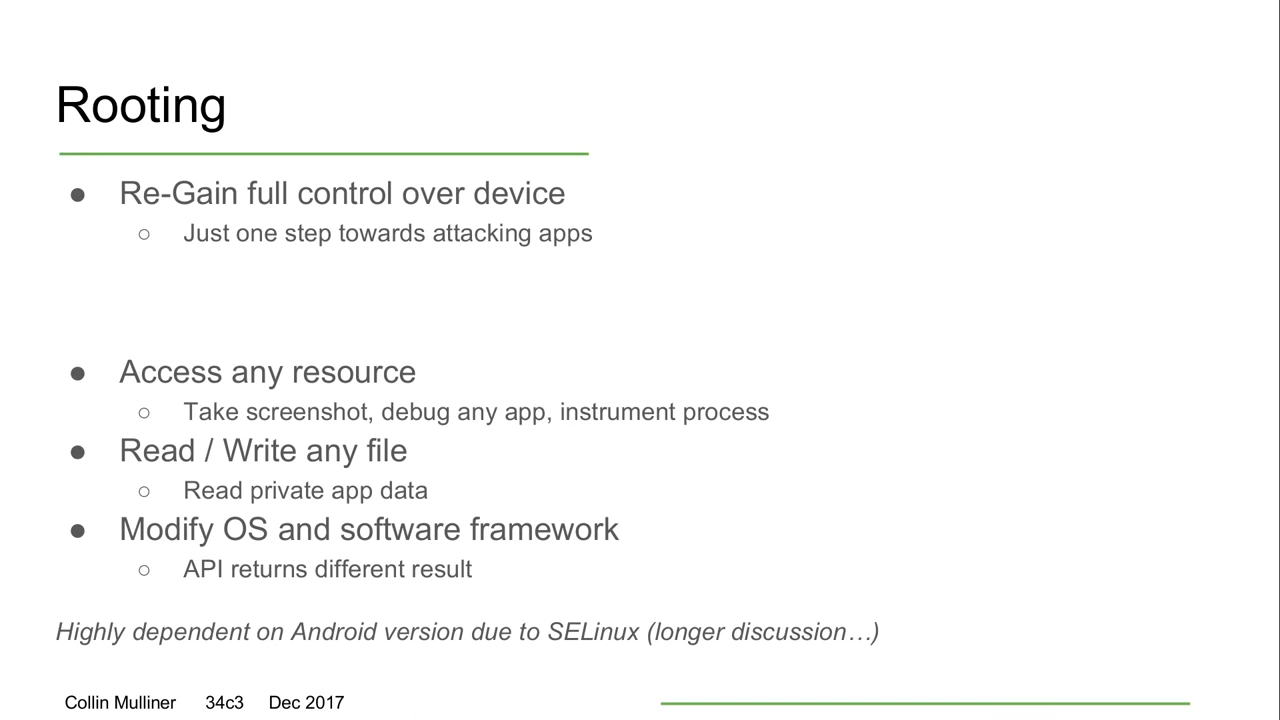 Rooting
● Re-Gain full control over device
○ Just one step towards attacking apps
● Access any resource
○ Take screenshot, debug any app, instrument process
● Read / Write any file
○ Read private app data
● Modify OS and software framework
○ API returns different result
Highly dependent on Android version due to SELinux (longer discussion…)
Collin Mulliner 34c3 Dec 2017